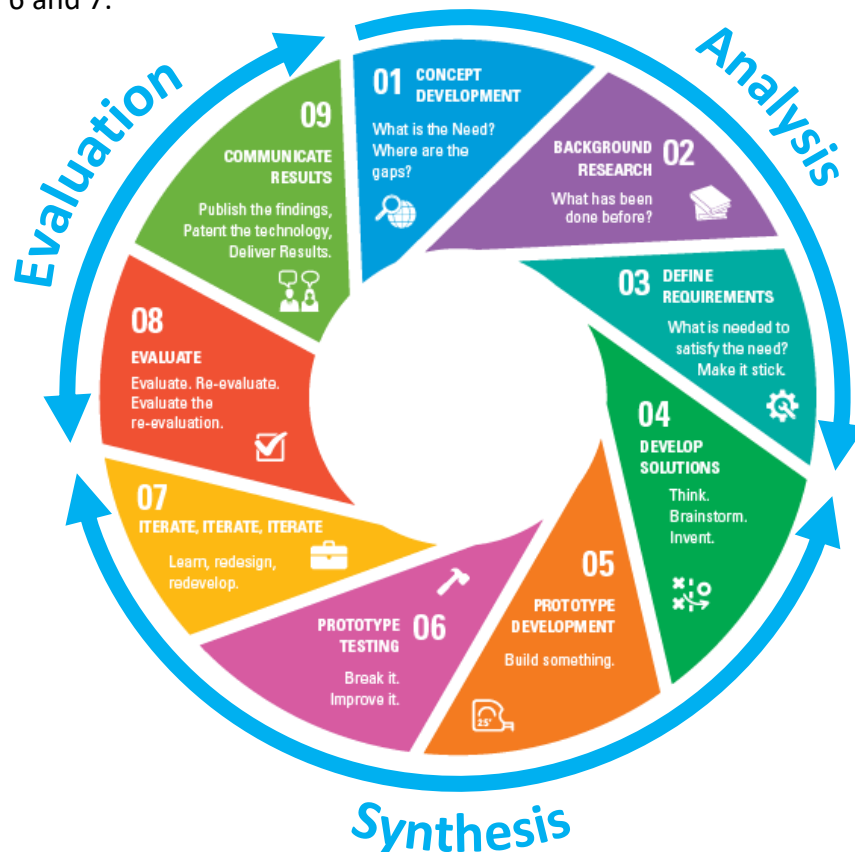 6 and 7.
Evaluation
Analysis
01 CONCEPT
DEVELOPMENT
What is the Need?
Where are the
gaps?
BACKGROUND
RESEARCH 02
What has been
done before?
03 DEFINE
REQUIREMENTS
What is needed to
satisfy the need?
Make it stick.
04
DEVELOP
SOLUTIONS
Think.
Brainstorm.
Invent.
05
PROTOTYPE
DEVELOPMENT
Build something.
25'
PROTOTYPE
TESTING 06
Break it.
Improve it.
07
ITERATE, ITERATE, ITERATE
Learn, redesign,
redevelop.
08
EVALUATE
Evaluate. Re-evaluate.
Evaluate the
re-evaluation.
09
COMMUNICATE
RESULTS
Publish the findings,
Patent the technology,
Deliver Results.
Synthesis